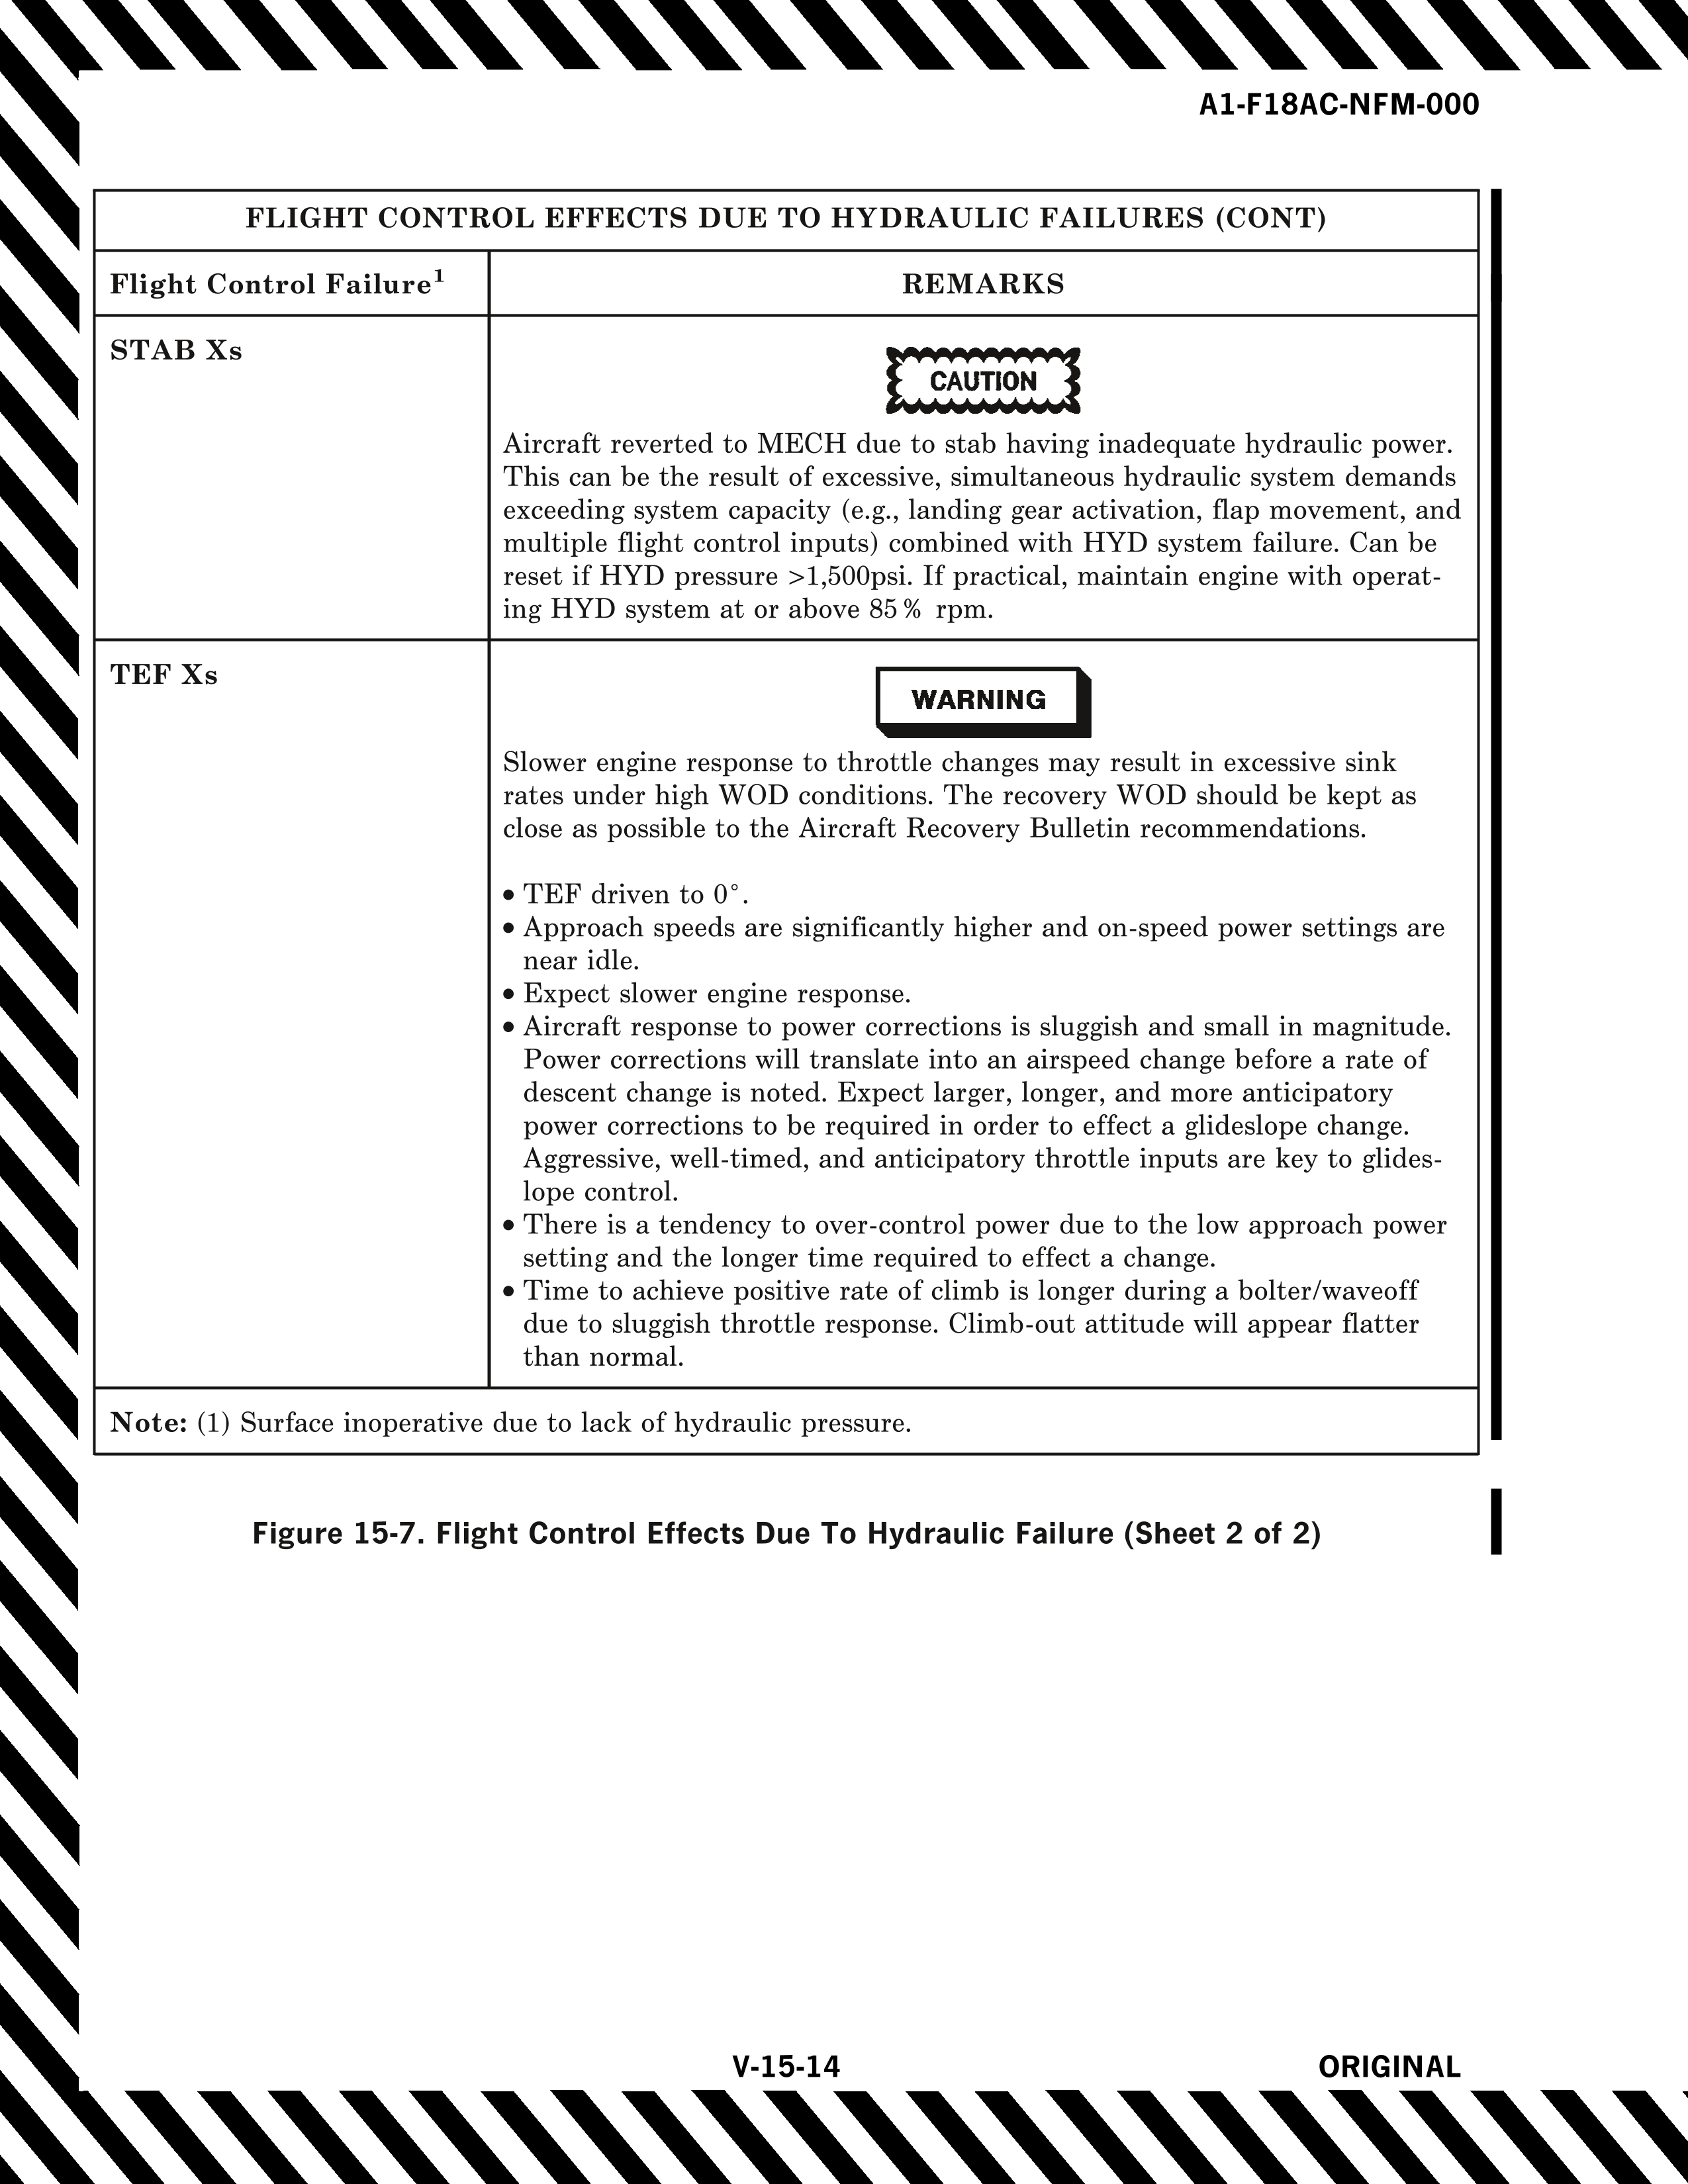 A1-F18AC-NFM-000
FLIGHT CONTROL EFFECTS DUE TO HYDRAULIC FAILURES (CONT)
Flight Control Failure¹
REMARKS
STAB Xs
CAUTION
Aircraft reverted to MECH due to stab having inadequate hydraulic power.
This can be the result of excessive, simultaneous hydraulic system demands
exceeding system capacity (e.g., landing gear activation, flap movement, and
multiple flight control inputs) combined with HYD system failure. Can be
reset if HYD pressure >1,500psi. If practical, maintain engine with operat-
ing HYD system at or above 85% rpm.
TEF Xs
WARNING
Slower engine response to throttle changes may result in excessive sink
rates under high WOD conditions. The recovery WOD should be kept as
close as possible to the Aircraft Recovery Bulletin recommendations.
• TEF driven to 0°.
• Approach speeds are significantly higher and on-speed power settings are
near idle.
• Expect slower engine response.
• Aircraft response to power corrections is sluggish and small in magnitude.
Power corrections will translate into an airspeed change before a rate of
descent change is noted. Expect larger, longer, and more anticipatory
power corrections to be required in order to effect a glideslope change.
Aggressive, well-timed, and anticipatory throttle inputs are key to glides-
lope control.
• There is a tendency to over-control power due to the low approach power
setting and the longer time required to effect a change.
• Time to achieve positive rate of climb is longer during a bolter/waveoff
due to sluggish throttle response. Climb-out attitude will appear flatter
than normal.
Note: (1) Surface inoperative due to lack of hydraulic pressure.
Figure 15-7. Flight Control Effects Due To Hydraulic Failure (Sheet 2 of 2)
V-15-14
ORIGINAL